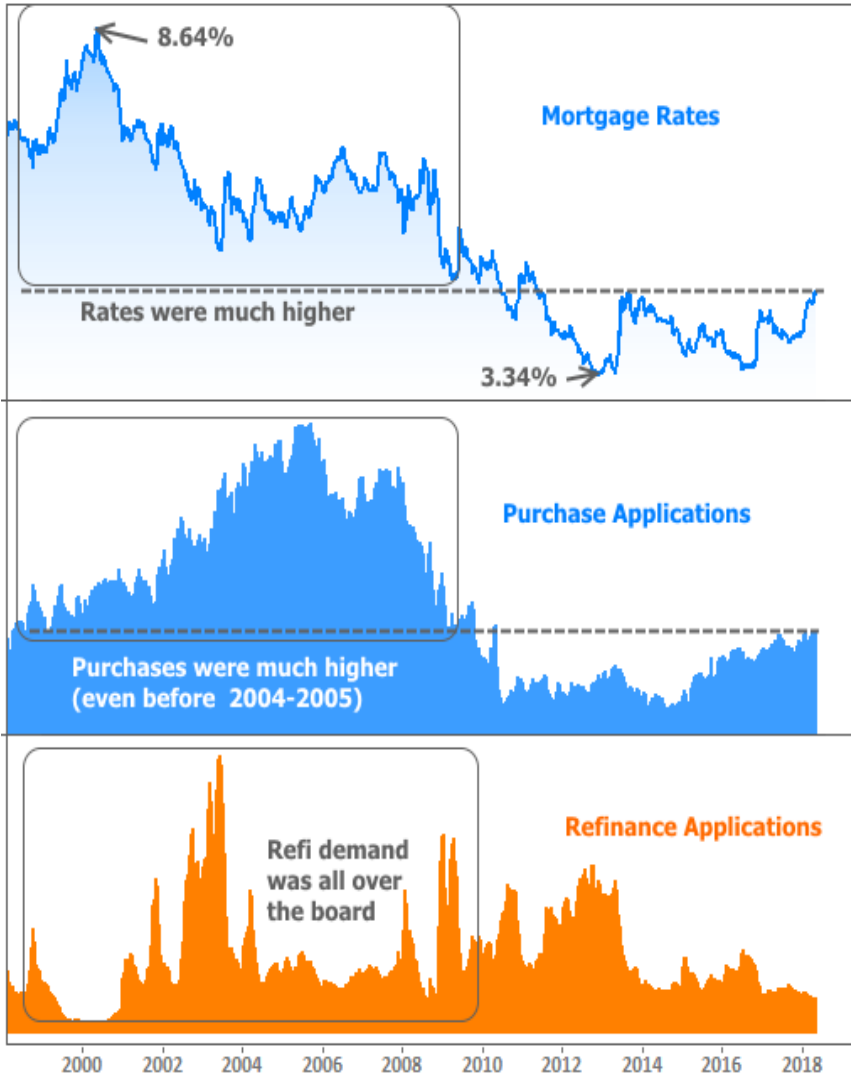 8.64%
Mortgage Rates
Rates were much higher
3.34%
Purchase Applications
Purchases were much higher
(even before 2004-2005)
Refinance Applications
Refi demand
was all over
the board
2000 2002 2004 2006 2008 2010 2012 2014 2016 2018